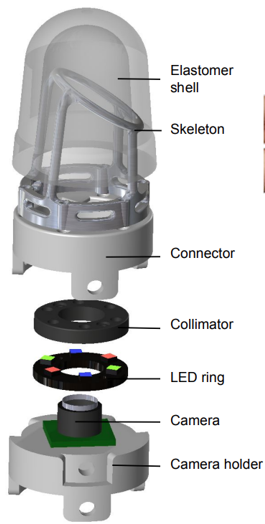 Elastomer
shell
Skeleton
Connector
Collimator
LED ring
Camera
Camera holder